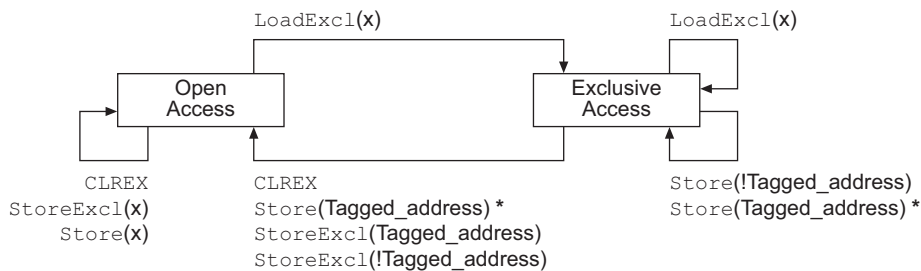 LoadExcl(x)
LoadExcl(x)
Open
Access
Exclusive
Access
CLREX
StoreExcl(x)
Store(x)
CLREX
Store(Tagged_address) *
StoreExcl(Tagged_address)
StoreExcl(!Tagged_address)
Store(!Tagged_address)
Store(Tagged_address) *